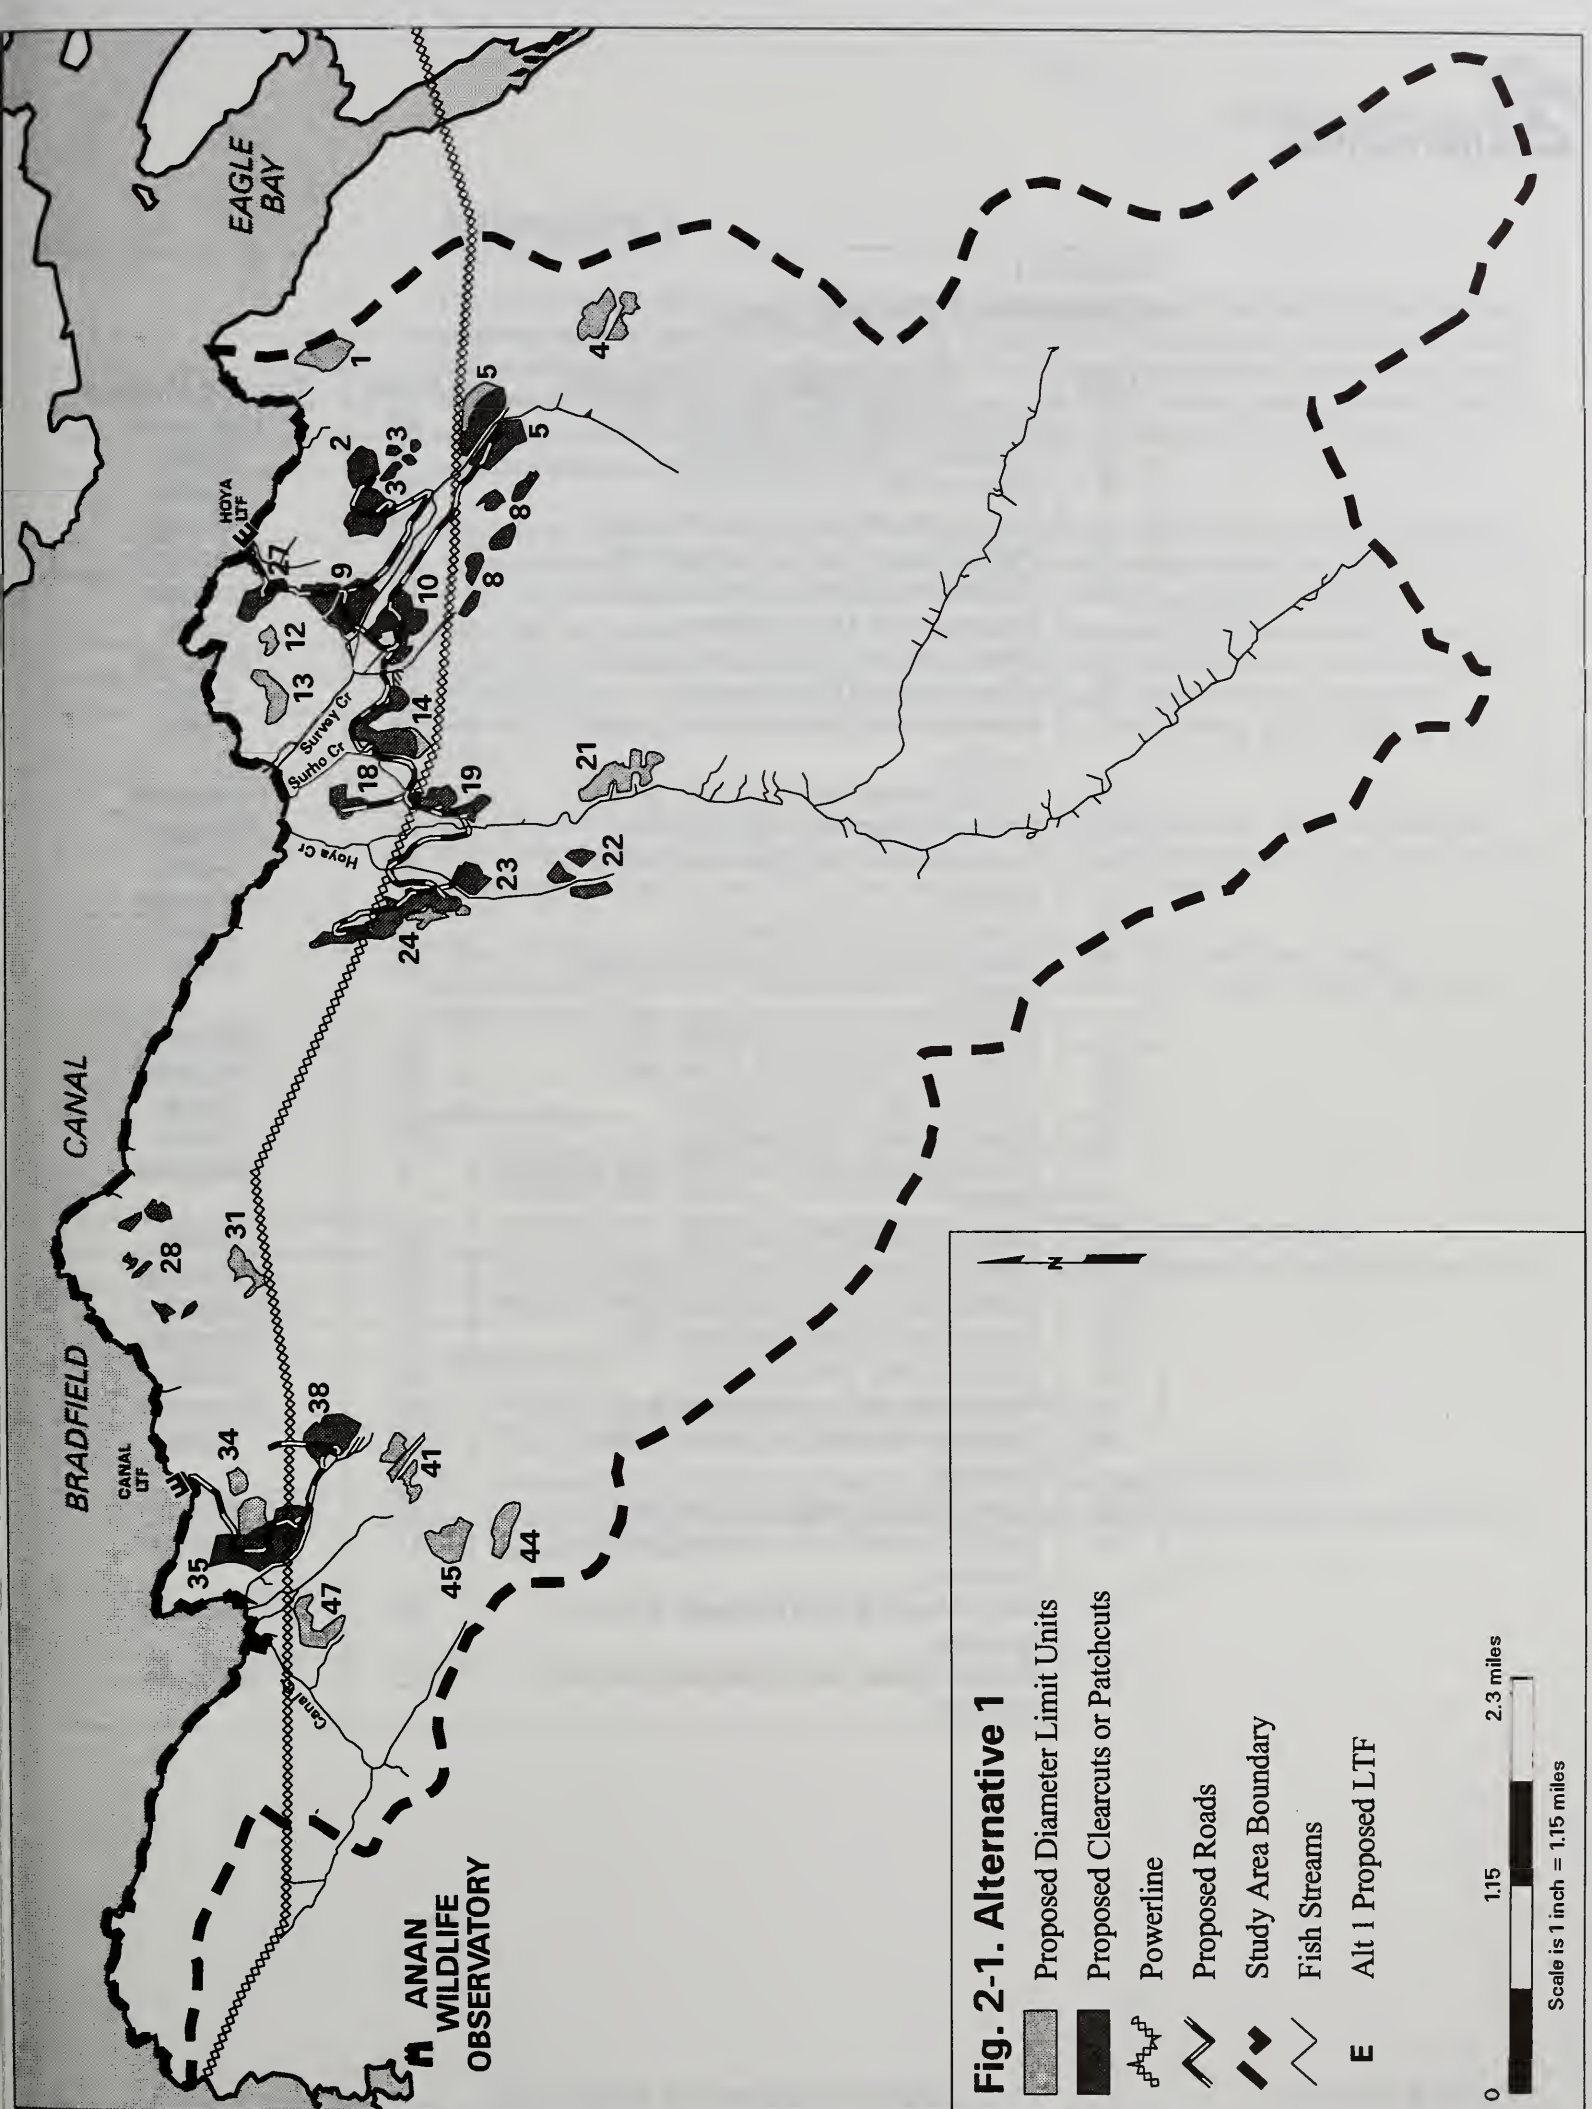 EAGLE
BAY
BRADFIELD
CANAL
CANAL
LTF
HOYA
LTF
E
E
1
2
3
3
4
5
5
8
8
9
10
12
13
14
18
19
21
22
23
24
27
28
31
34
35
38
41
44
45
47
Survey Cr
Surho Cr
Hoya Cr
Canal
ANAN
WILDLIFE
OBSERVATORY
Fig. 2-1. Alternative 1
Proposed Diameter Limit Units
Proposed Clearcuts or Patchcuts
Powerline
Proposed Roads
Study Area Boundary
Fish Streams
E Alt 1 Proposed LTF
N
0 1.15 2.3 miles
Scale is 1 inch = 1.15 miles